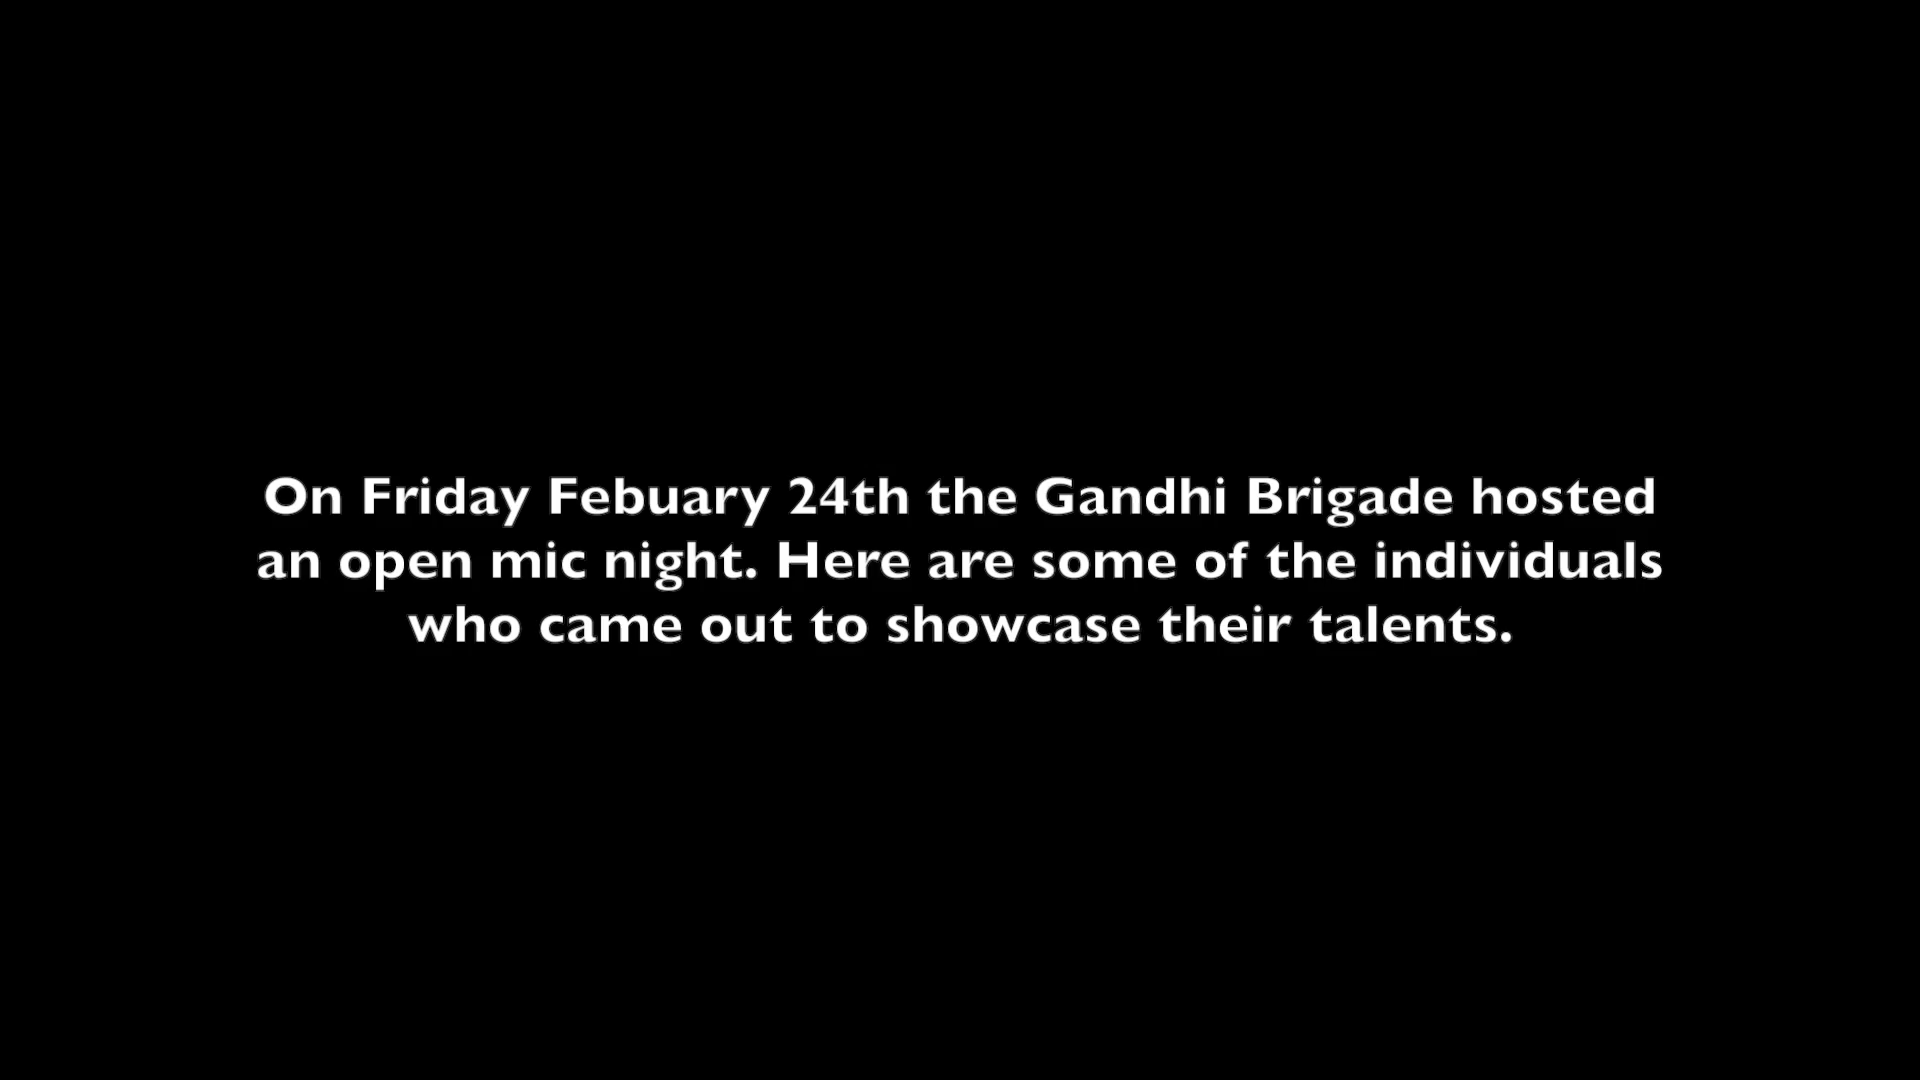 On Friday Febuary 24th the Gandhi Brigade hosted
an open mic night. Here are some of the individuals
who came out to showcase their talents.